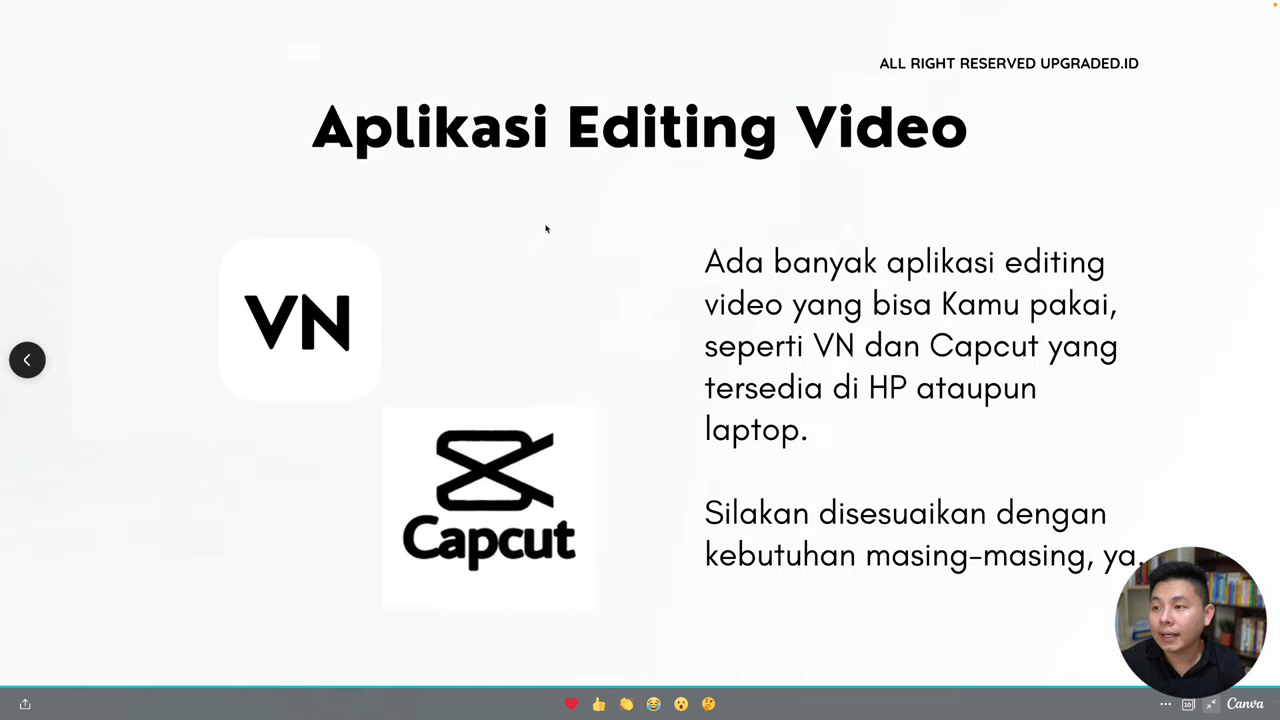 ALL RIGHT RESERVED UPGRADED.ID
Aplikasi Editing Video
VN
Capcut
Ada banyak aplikasi editing
video yang bisa Kamu pakai,
seperti VN dan Capcut yang
tersedia di HP ataupun
laptop.
Silakan disesuaikan dengan
kebutuhan masing-masing, ya.
10
Canva